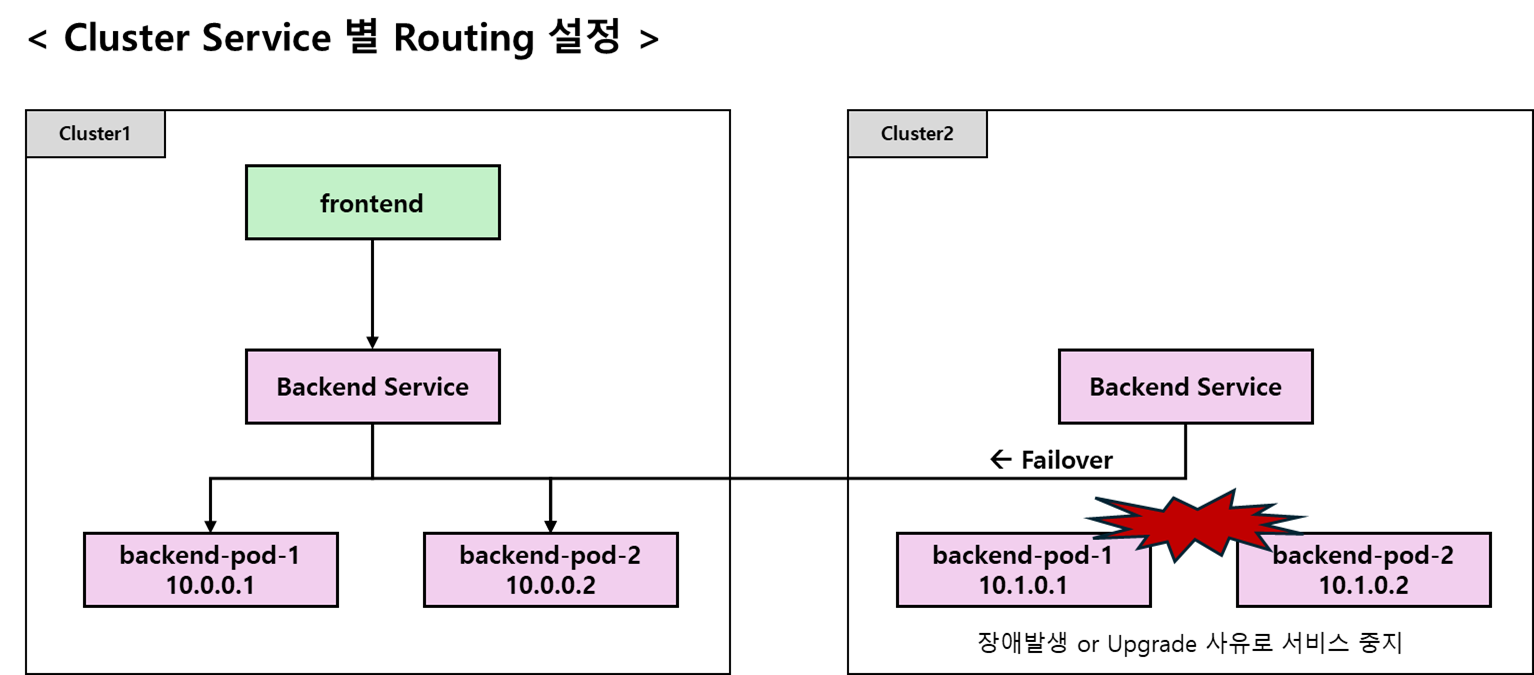 < Cluster Service 별 Routing 설정 >
Cluster1
frontend
Backend Service
backend-pod-1
10.0.0.1
backend-pod-2
10.0.0.2
Cluster2
Backend Service
← Failover
backend-pod-1
10.1.0.1
backend-pod-2
10.1.0.2
장애발생 or Upgrade 사유로 서비스 중지